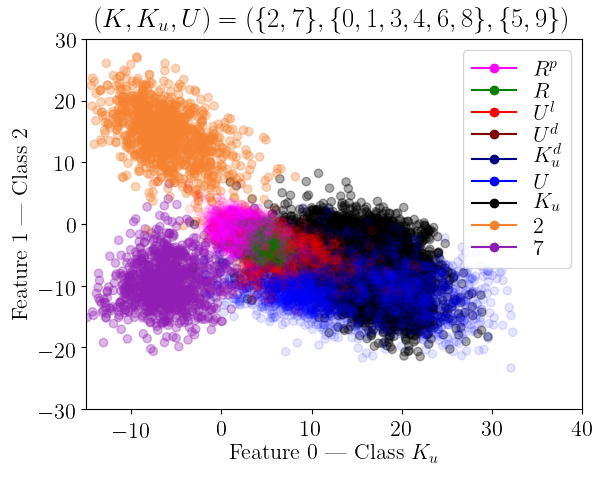 (K, K_u, U) = ({2, 7}, {0, 1, 3, 4, 6, 8}, {5, 9})
30
20
10
0
−10
−20
−30
Feature 1 — Class 2
R^p
R
U^l
U^d
K_u^d
U
K_u
2
7
−10
0
10
20
30
40
Feature 0 — Class K_u